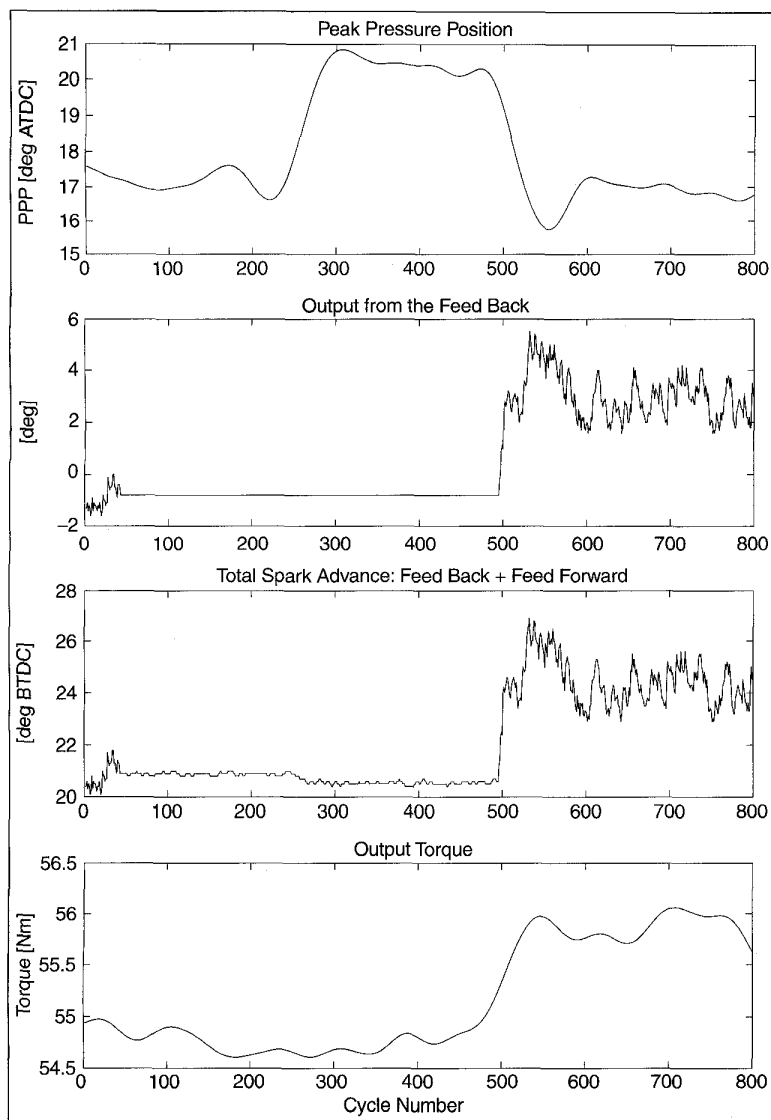 Peak Pressure Position
PPP [deg ATDC]
21
20
19
18
17
16
15
0 100 200 300 400 500 600 700 800
Output from the Feed Back
[deg]
6
4
2
0
–2
0 100 200 300 400 500 600 700 800
Total Spark Advance: Feed Back + Feed Forward
[deg BTDC]
28
26
24
22
20
0 100 200 300 400 500 600 700 800
Output Torque
Torque [Nm]
56.5
56
55.5
55
54.5
0 100 200 300 400 500 600 700 800
Cycle Number